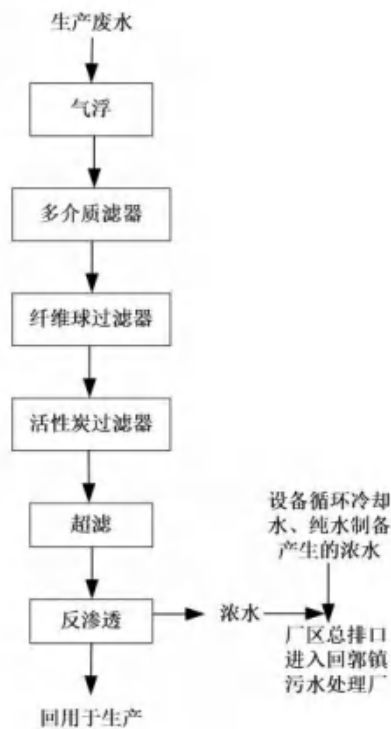 生产废水
气浮
多介质滤器
纤维球过滤器
活性炭过滤器
超滤
设备循环冷却
水、纯水制备
产生的浓水
反渗透
浓水
厂区总排口
进入回郭镇
污水处理厂
回用于生产